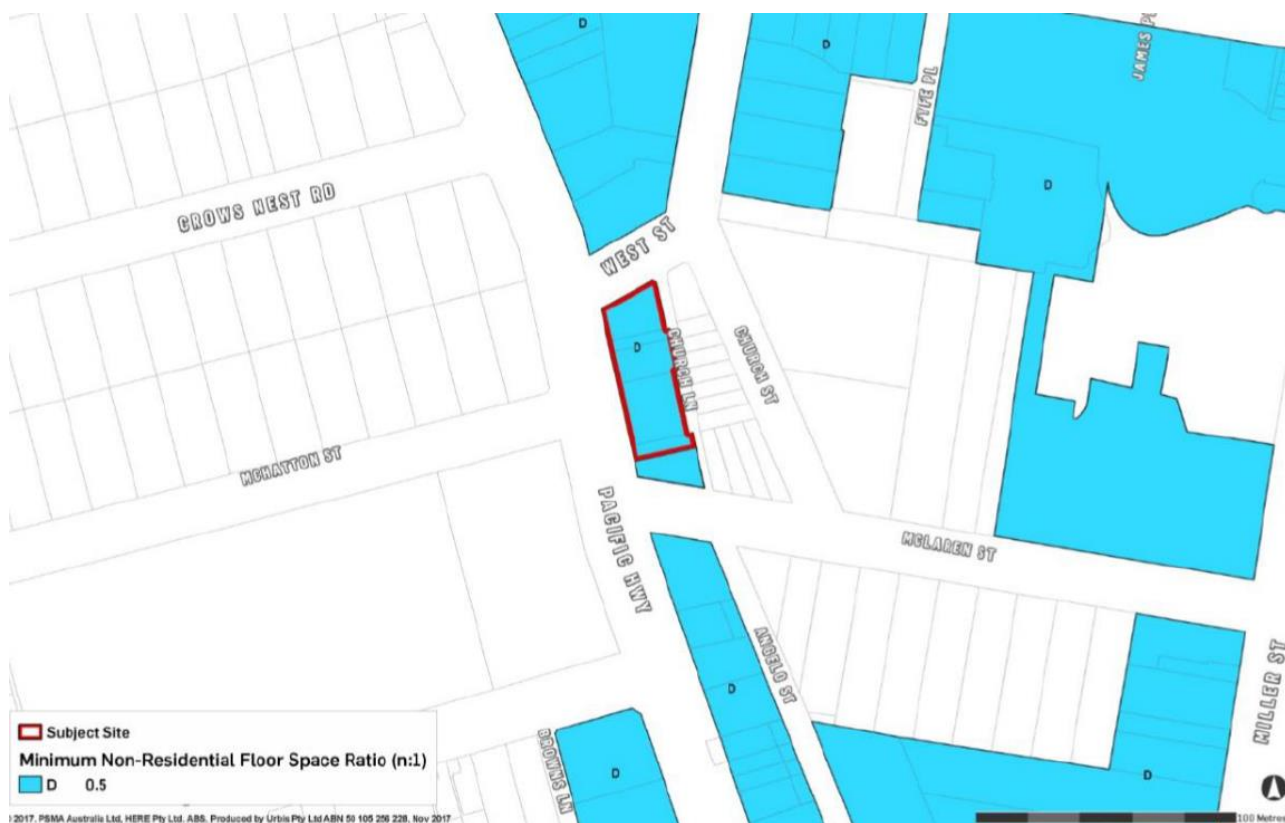 D
D
JAMES PL
FYFE PL
D
CROWS NEST RD
WEST ST
D
CHURCH LN
CHURCH ST
MCHATTON ST
PACIFIC HWY
MCLAREN ST
ANGELO ST
MILLER ST
D
BROWNS LN
D
D
Subject Site
Minimum Non-Residential Floor Space Ratio (n:1)
D 0.5
2017. PSMA Australia Ltd, HERE Pty Ltd. ABS. Produced by Urbis Pty Ltd ABN 50 105 256 228. Nov 2017
100 Metres